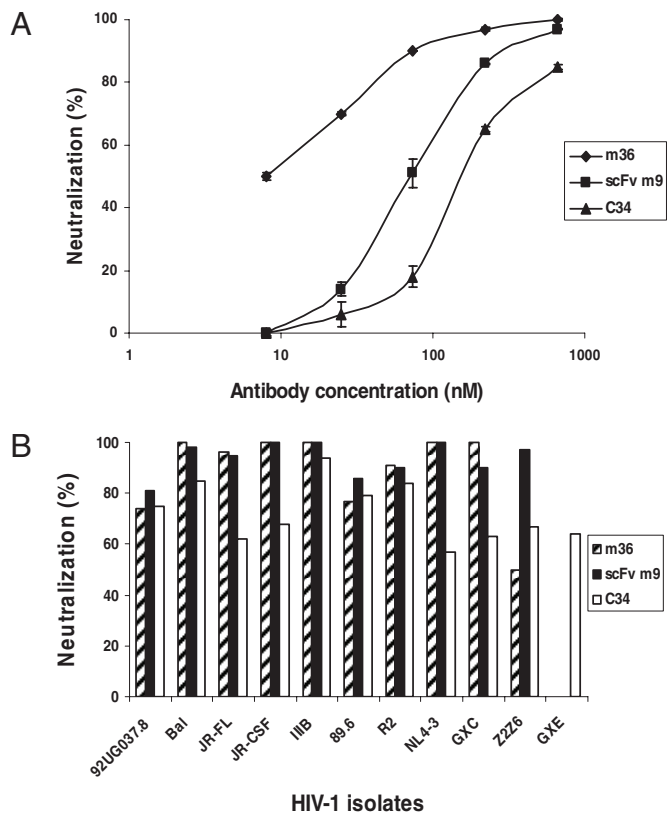 A
100
80
60
40
20
0
Neutralization (%)
1
10
100
1000
Antibody concentration (nM)
m36
scFv m9
C34
B
100
80
60
40
20
0
Neutralization (%)
92UG037.8
Bal
JR-FL
JR-CSF
IIIB
89.6
R2
NL4-3
GXC
Z2Z6
GXE
HIV-1 isolates
m36
scFv m9
C34